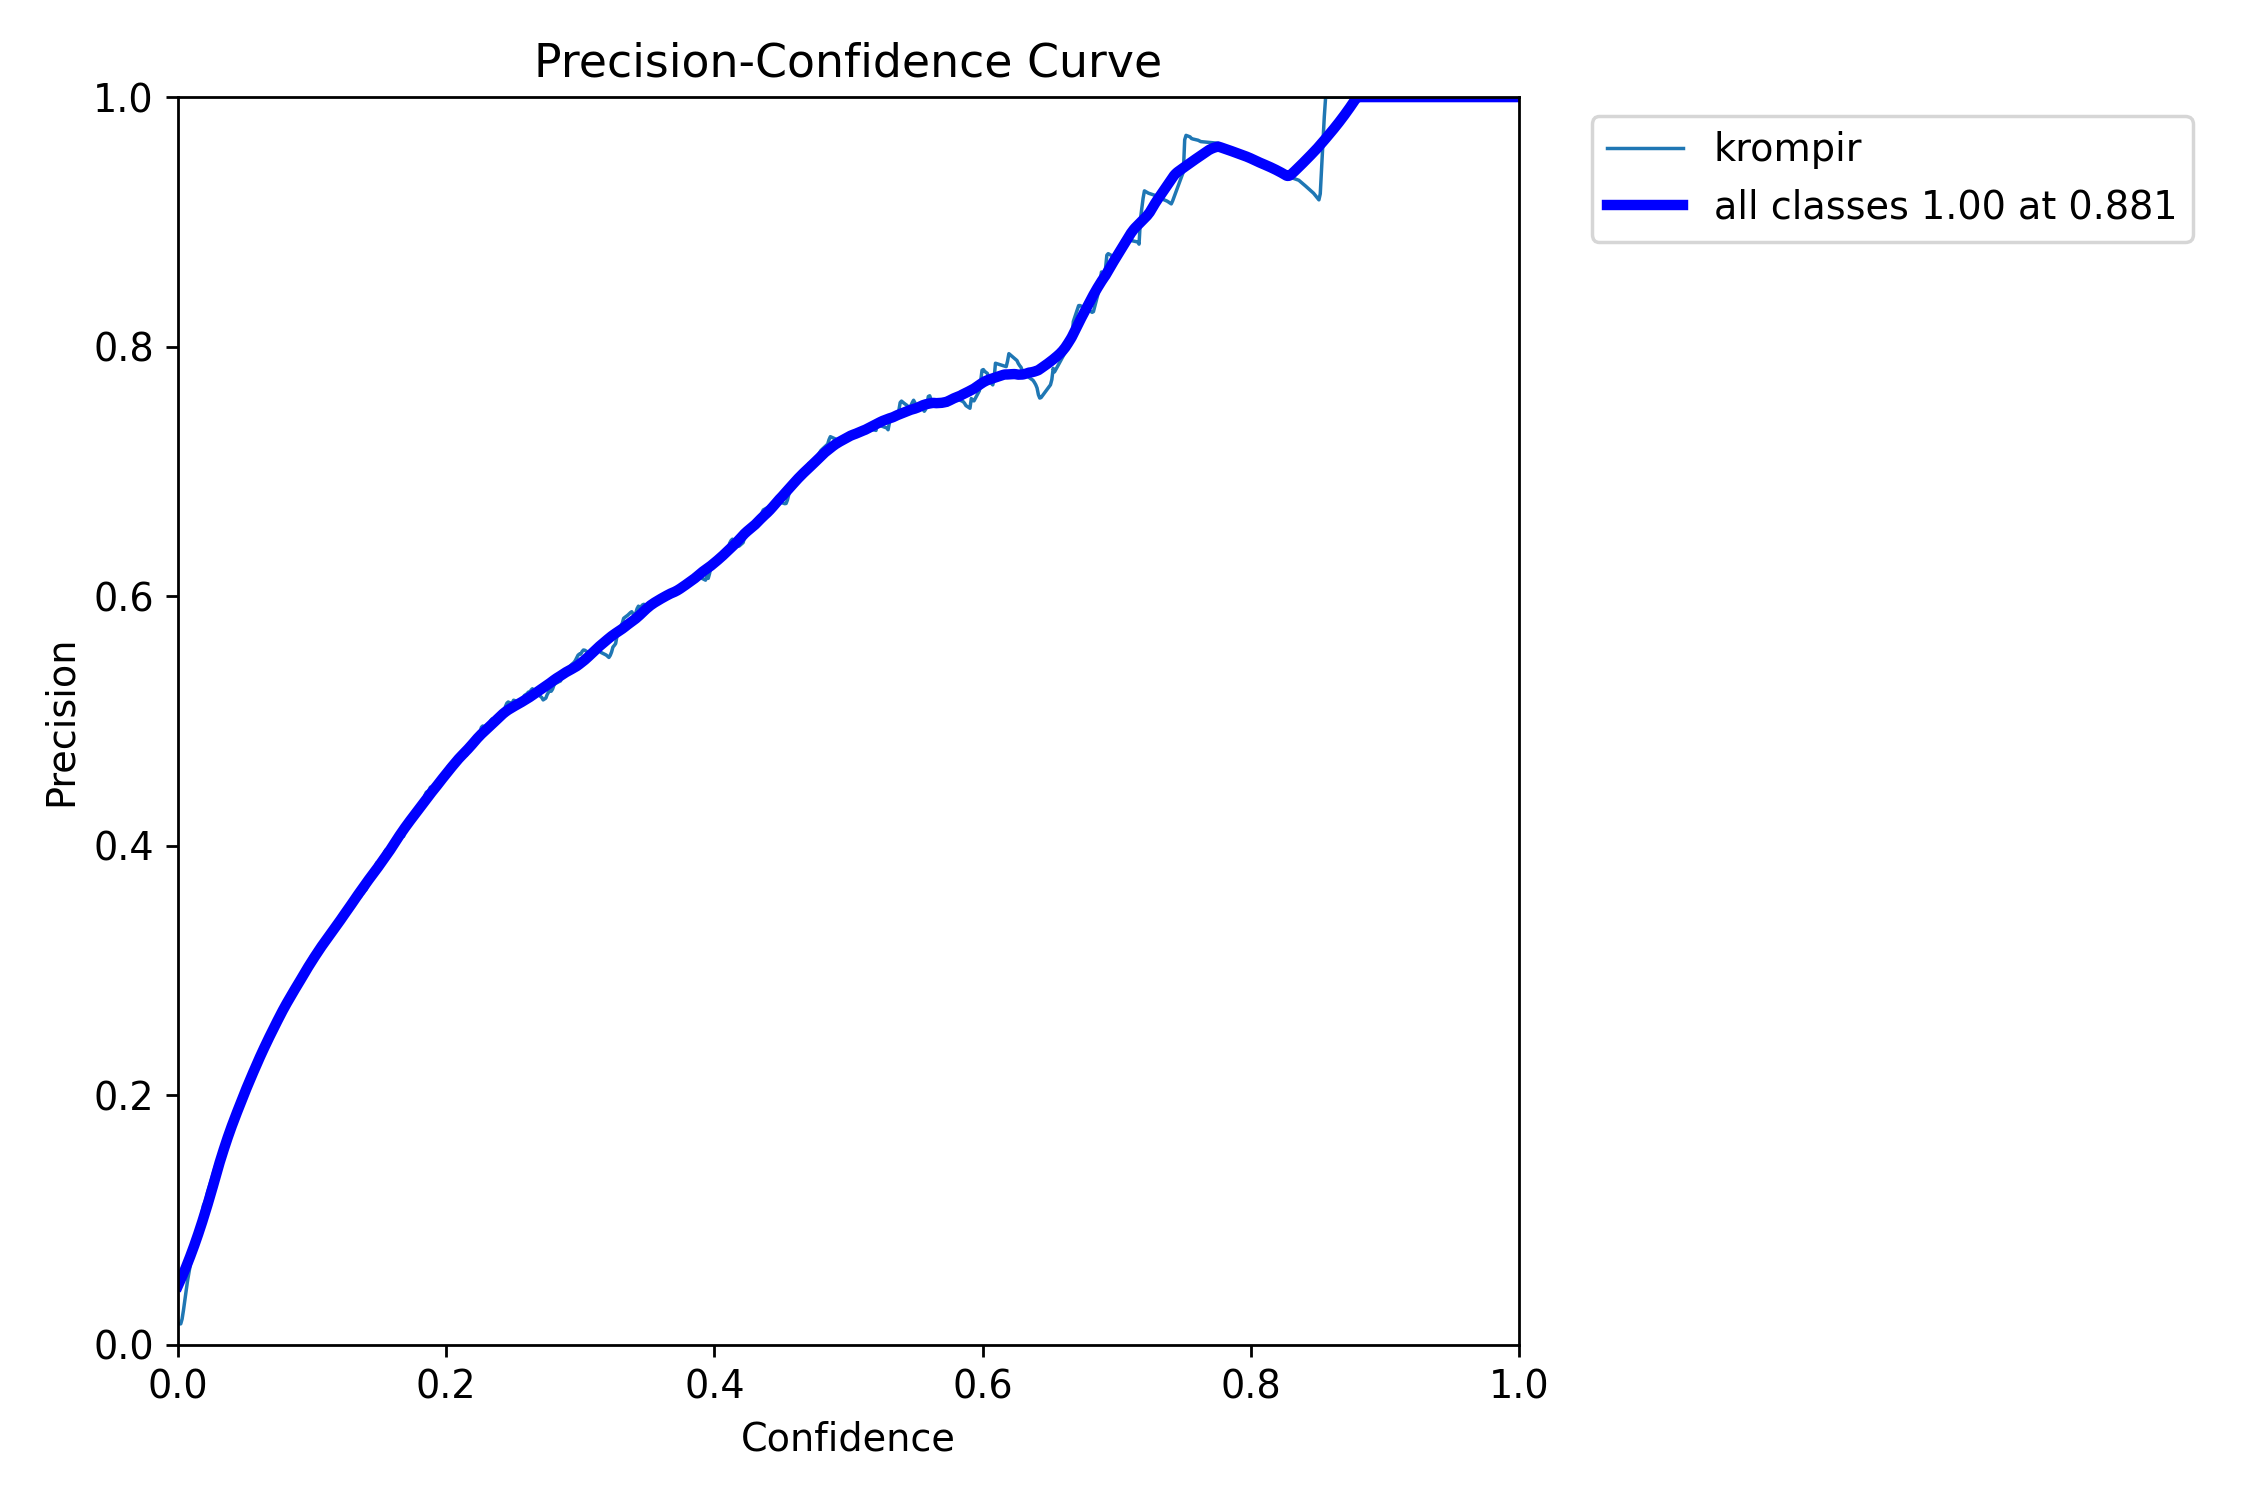 Precision-Confidence Curve
krompir
all classes 1.00 at 0.881
Precision
1.0
0.8
0.6
0.4
0.2
0.0
0.0 0.2 0.4 0.6 0.8 1.0
Confidence